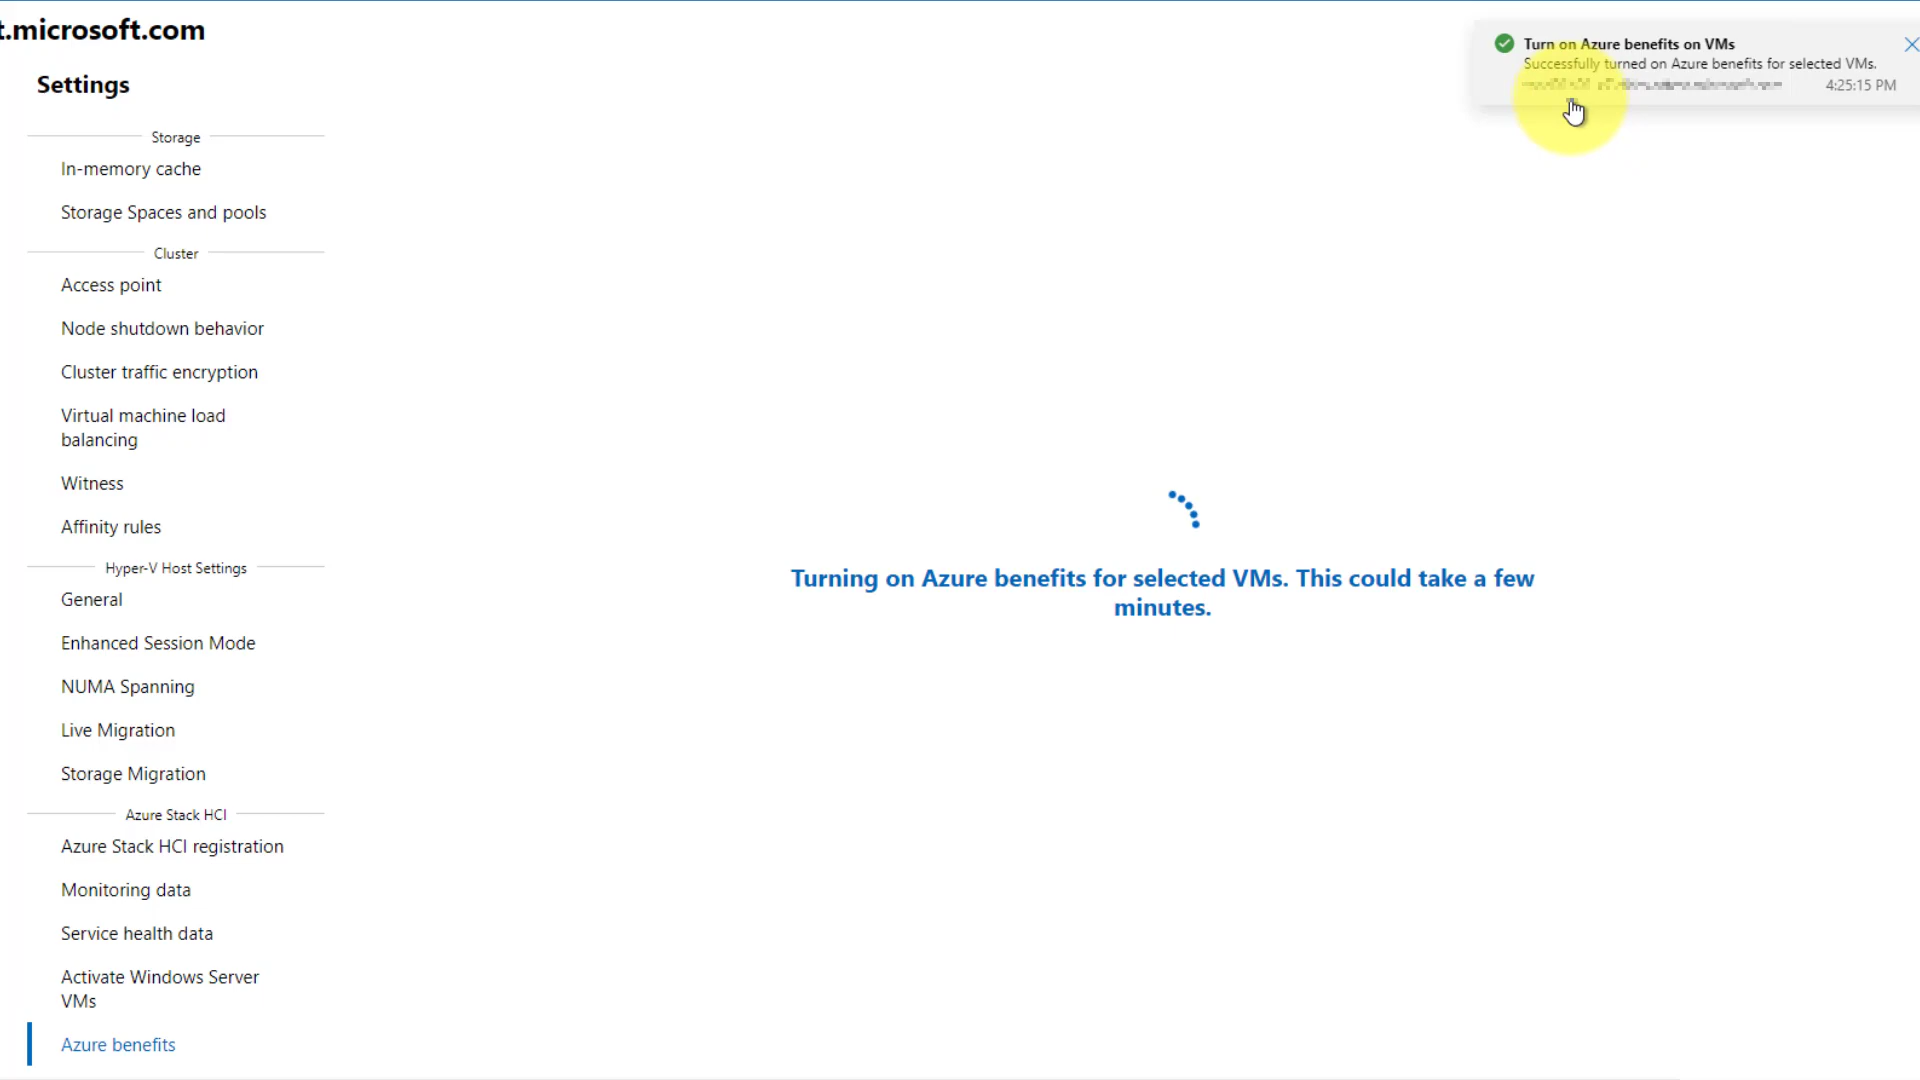 t.microsoft.com
Settings
Storage
In-memory cache
Storage Spaces and pools
Cluster
Access point
Node shutdown behavior
Cluster traffic encryption
Virtual machine load
balancing
Witness
Affinity rules
Hyper-V Host Settings
General
Enhanced Session Mode
NUMA Spanning
Live Migration
Storage Migration
Azure Stack HCI
Azure Stack HCI registration
Monitoring data
Service health data
Activate Windows Server
VMs
Azure benefits
Turn on Azure benefits on VMs
Successfully turned on Azure benefits for selected VMs.
4:25:15 PM
Turning on Azure benefits for selected VMs. This could take a few
minutes.